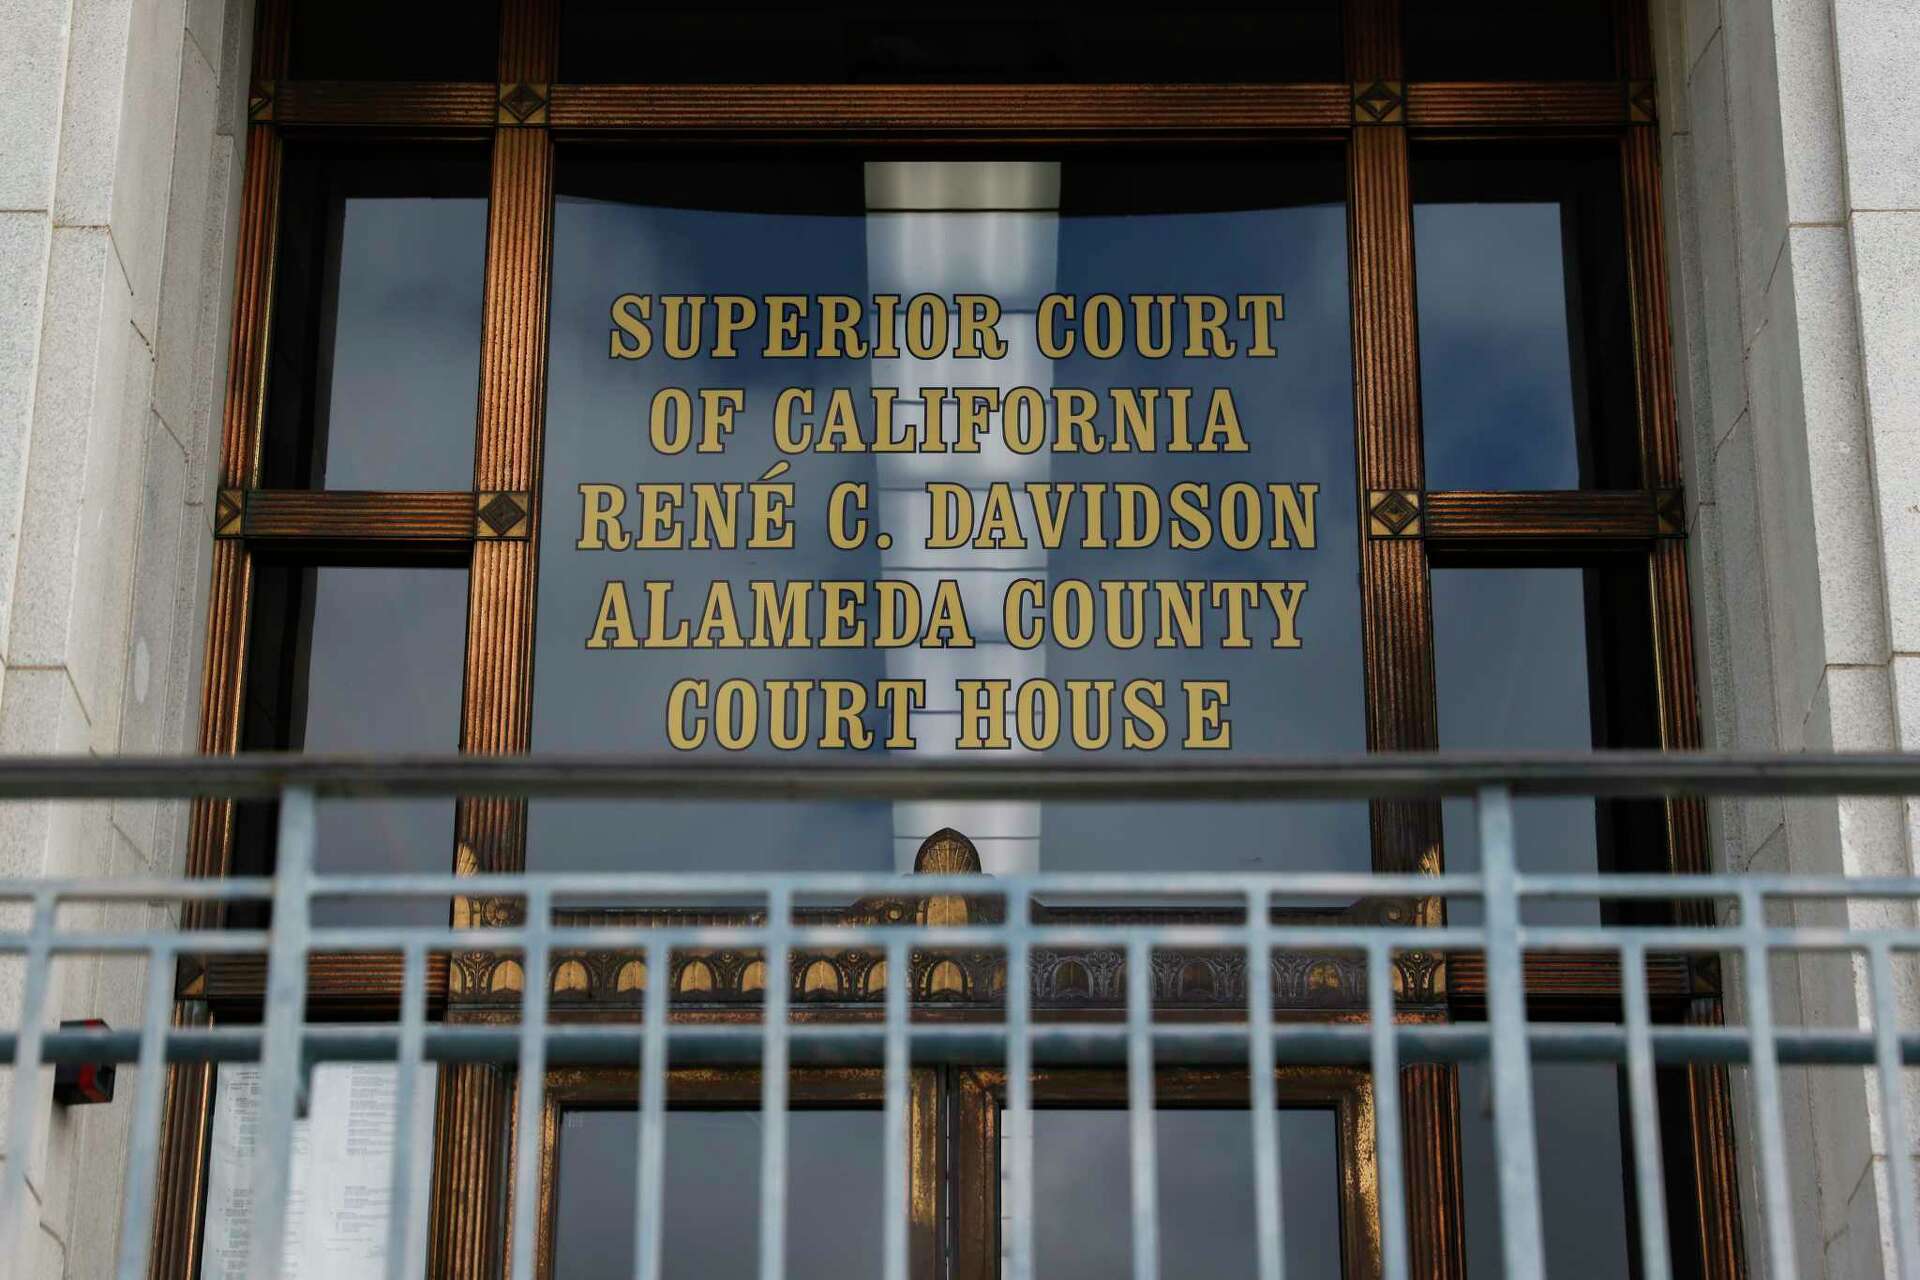 SUPERIOR COURT
OF CALIFORNIA
RENÉ C. DAVIDSON
ALAMEDA COUNTY
COURT HOUSE